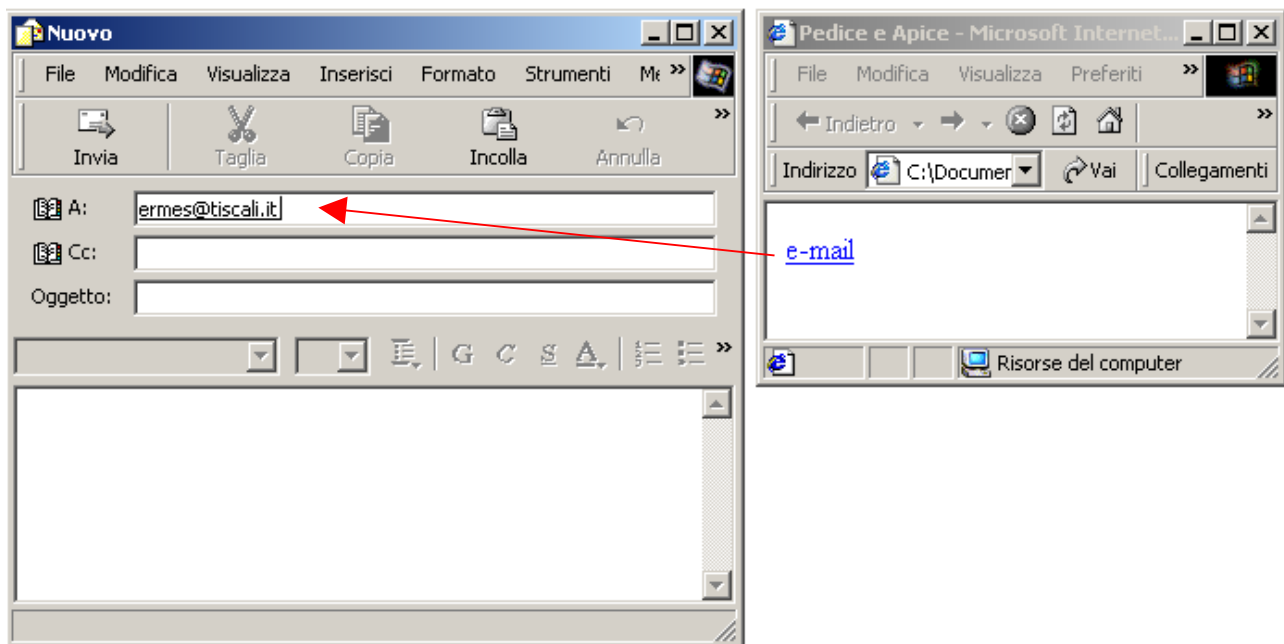 Nuovo
File Modifica Visualizza Inserisci Formato Strumenti Me »
Invia Taglia Copia Incolla Annulla »
A: ermes@tiscali.it
Cc:
Oggetto:
G C S A »
Pedice e Apice - Microsoft Internet...
File Modifica Visualizza Preferiti »
Indietro »
Indirizzo C:\Documer Vai Collegamenti
e-mail
Risorse del computer